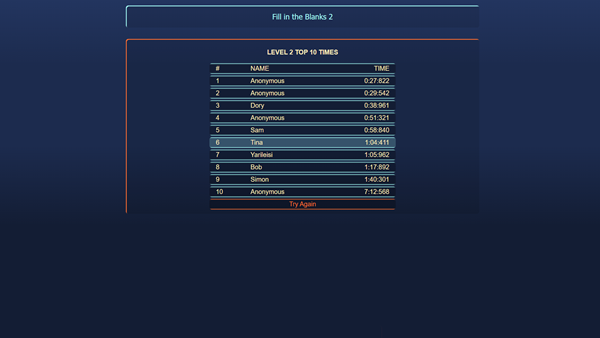 Fill in the Blanks 2
LEVEL 2 TOP 10 TIMES
# NAME TIME
1 Anonymous 0:27:822
2 Anonymous 0:29:542
3 Dory 0:38:961
4 Anonymous 0:51:321
5 Sam 0:58:840
6 Tina 1:04:411
7 Yarileisi 1:05:962
8 Bob 1:17:892
9 Simon 1:40:301
10 Anonymous 7:12:568
Try Again